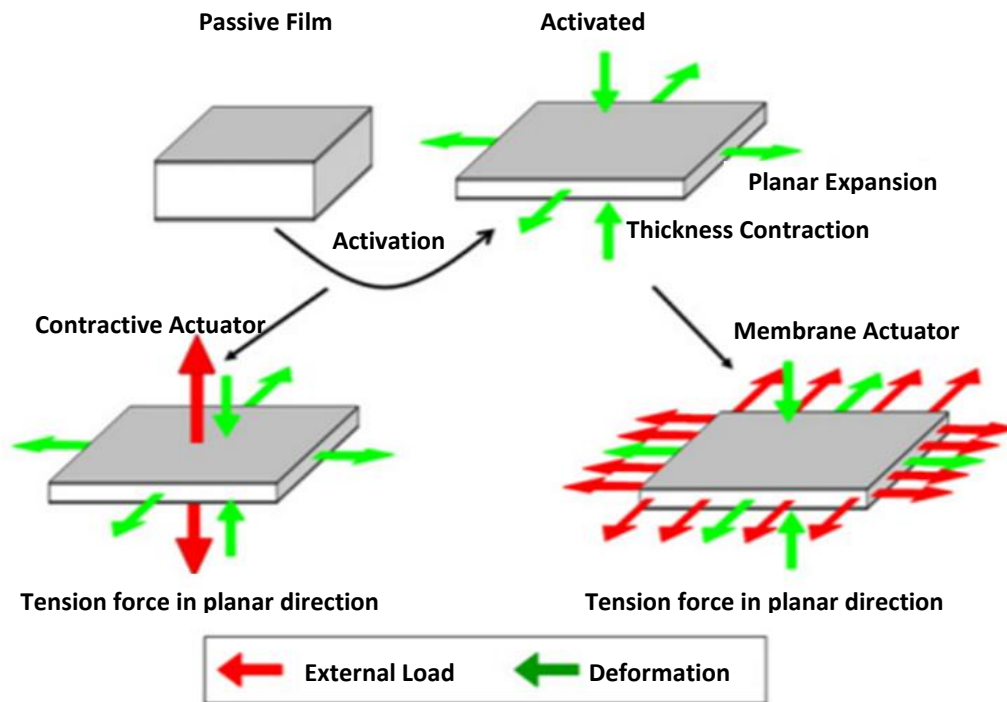 Passive Film
Activated
Planar Expansion
Thickness Contraction
Activation
Contractive Actuator
Membrane Actuator
Tension force in planar direction
Tension force in planar direction
External Load
Deformation